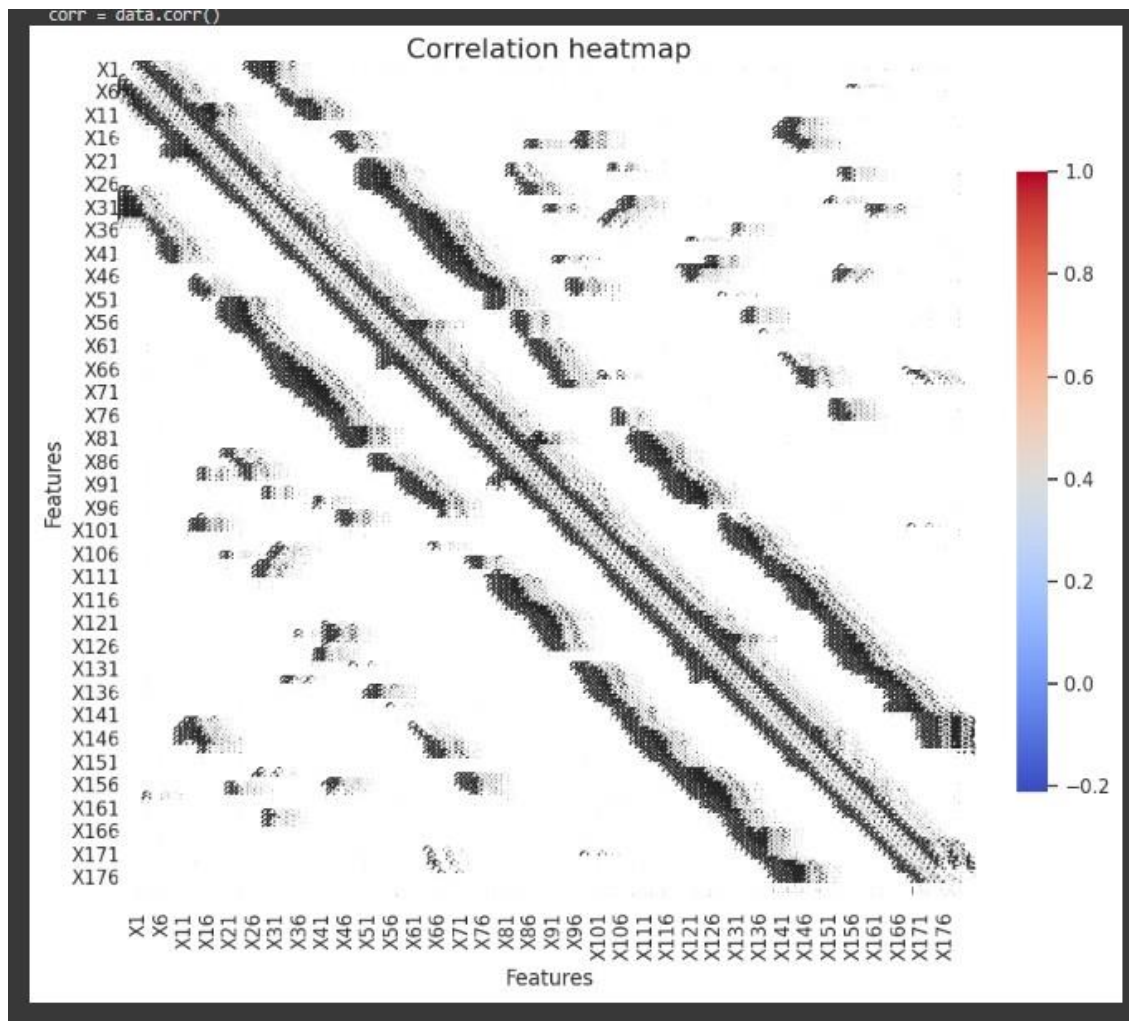 corr = data.corr()
Correlation heatmap
X1
X6
X11
X16
X21
X26
X31
X36
X41
X46
X51
X56
X61
X66
X71
X76
X81
X86
X91
X96
X101
X106
X111
X116
X121
X126
X131
X136
X141
X146
X151
X156
X161
X166
X171
X176
Features
X1
X6
X11
X16
X21
X26
X31
X36
X41
X46
X51
X56
X61
X66
X71
X76
X81
X86
X91
X96
X101
X106
X111
X116
X121
X126
X131
X136
X141
X146
X151
X156
X161
X166
X171
X176
Features
1.0
0.8
0.6
0.4
0.2
0.0
−0.2